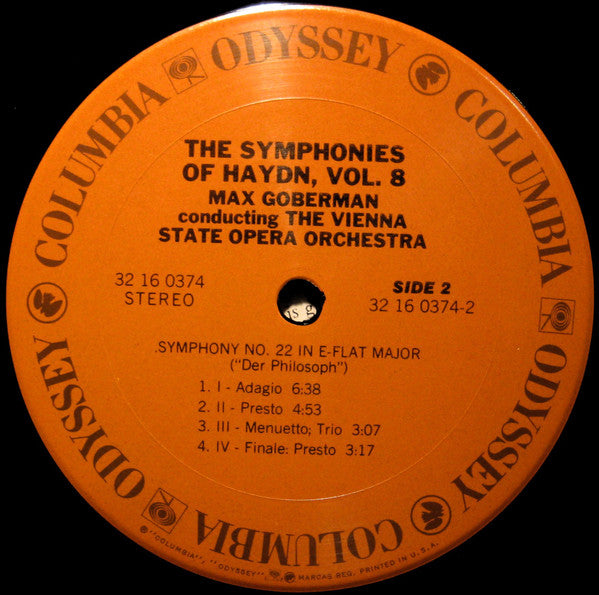 COLUMBIA ODYSSEY COLUMBIA ODYSSEY COLUMBIA ODYSSEY
THE SYMPHONIES
OF HAYDN, VOL. 8
MAX GOBERMAN
conducting THE VIENNA
STATE OPERA ORCHESTRA
32 16 0374
STEREO
SIDE 2
32 16 0374-2
.SYMPHONY NO. 22 IN E-FLAT MAJOR
("Der Philosoph")
1. I - Adagio 6:38
2. II - Presto 4:53
3. III - Menuetto; Trio 3:07
4. IV - Finale: Presto 3:17
® "COLUMBIA", "ODYSSEY", MARCAS REG. PRINTED IN U.S.A.